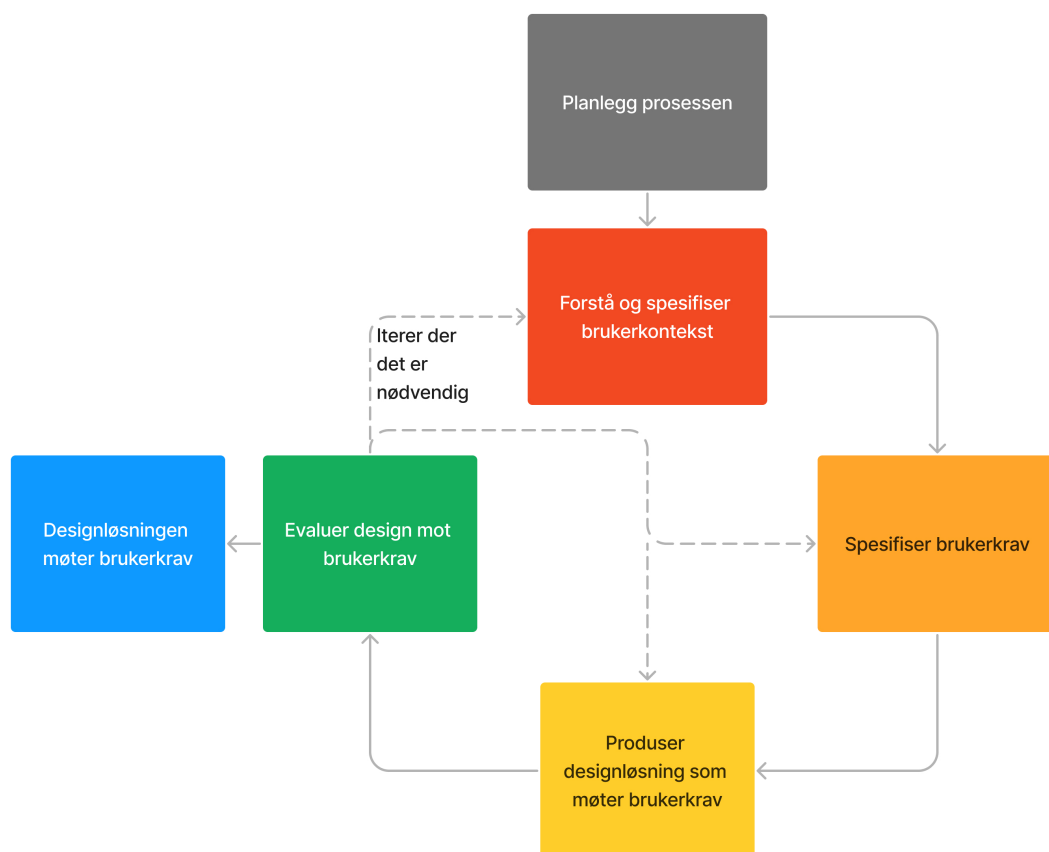 Planlegg prosessen
Forstå og spesifiser
brukerkontekst
Iterer der
det er
nødvendig
Designløsningen
møter brukerkrav
Evaluer design mot
brukerkrav
Spesifiser brukerkrav
Produser
designløsning som
møter brukerkrav